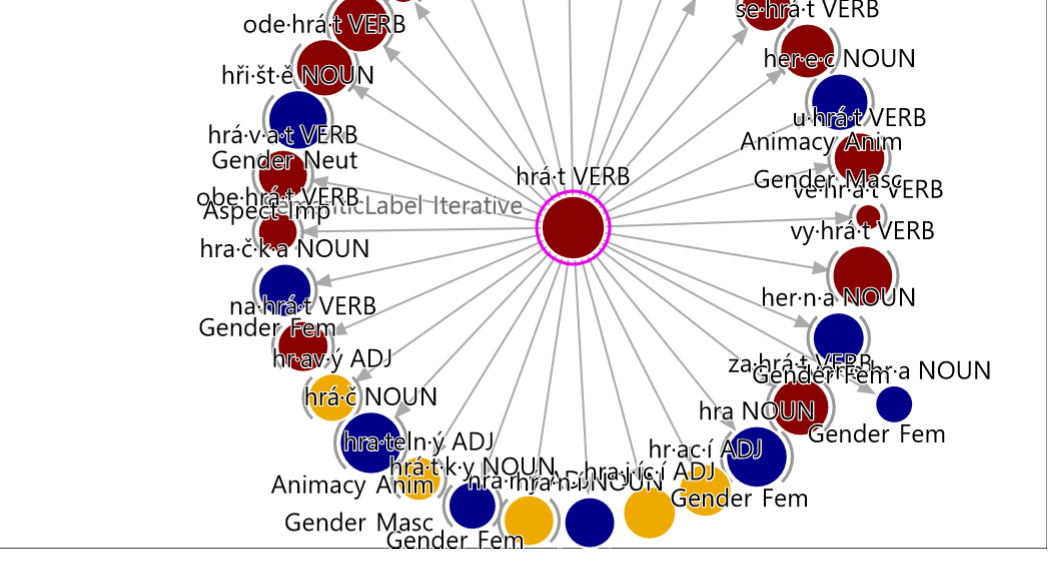 se·hrá·t VERB
ode·hrá·t VERB
her·e·c NOUN
hři·št·ě NOUN
u·hrá·t VERB
hrá·v·a·t VERB
Animacy Anim
Gender Neut
hrá·t VERB
Gender Masc
ve·hrá·t VERB
obe·hrá·t VERB
Label Iterative
Aspect Imp
vy·hrá·t VERB
hra·č·k·a NOUN
her·n·a NOUN
na·hrá·t VERB
Gender Fem
hr·av·ý ADJ
za·hrá·t VERB
Gender Fem
NOUN
hrá·č NOUN
hra NOUN
Gender Fem
hra·teln·ý ADJ
hr·ac·í ADJ
hrá·t·k·y NOUN
hra·j·íc·í ADJ
NOUN
Animacy Anim
Gender Fem
Gender Masc
Gender Fem